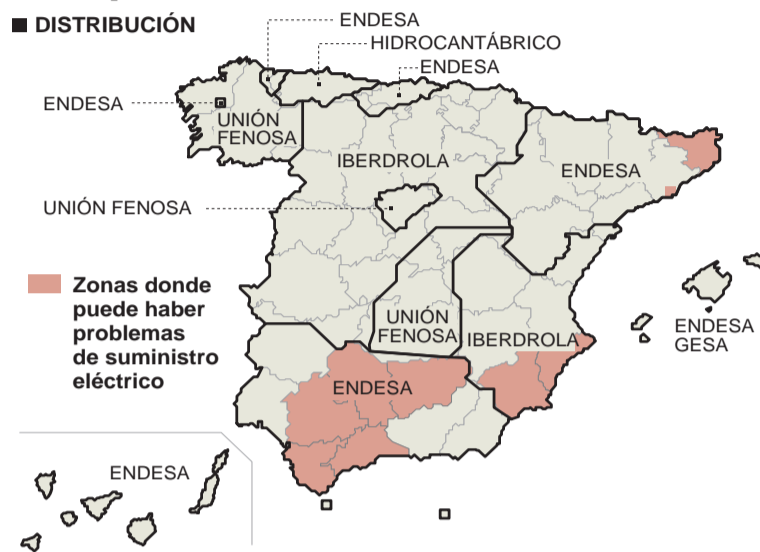 ■ DISTRIBUCIÓN
ENDESA
HIDROCANTÁBRICO
ENDESA
ENDESA
UNIÓN
FENOSA
IBERDROLA
ENDESA
UNIÓN FENOSA
Zonas donde
puede haber
problemas
de suministro
eléctrico
UNIÓN
FENOSA
IBERDROLA
ENDESA
GESA
ENDESA
ENDESA